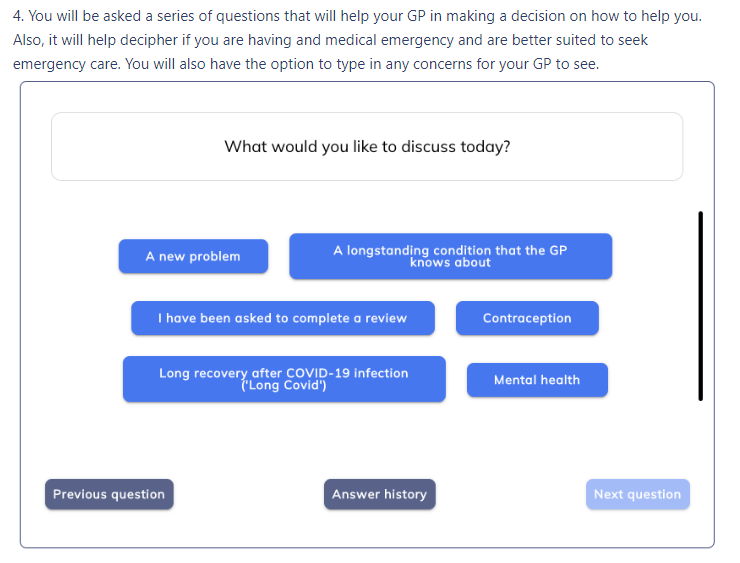 4. You will be asked a series of questions that will help your GP in making a decision on how to help you.
Also, it will help decipher if you are having and medical emergency and are better suited to seek
emergency care. You will also have the option to type in any concerns for your GP to see.
What would you like to discuss today?
A new problem
A longstanding condition that the GP
knows about
I have been asked to complete a review
Contraception
Long recovery after COVID-19 infection
('Long Covid')
Mental health
Previous question
Answer history
Next question